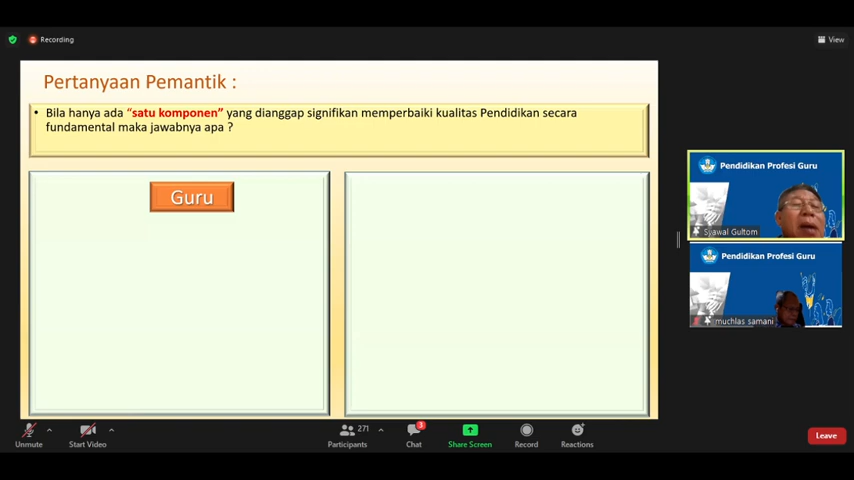 Recording
View
Pertanyaan Pemantik :
• Bila hanya ada “satu komponen” yang dianggap signifikan memperbaiki kualitas Pendidikan secara
fundamental maka jawabnya apa ?
Guru
Pendidikan Profesi Guru
Syawal Gultom
Pendidikan Profesi Guru
muchlas samani
Unmute
Start Video
271
Participants
3
Chat
Share Screen
Record
Reactions
Leave